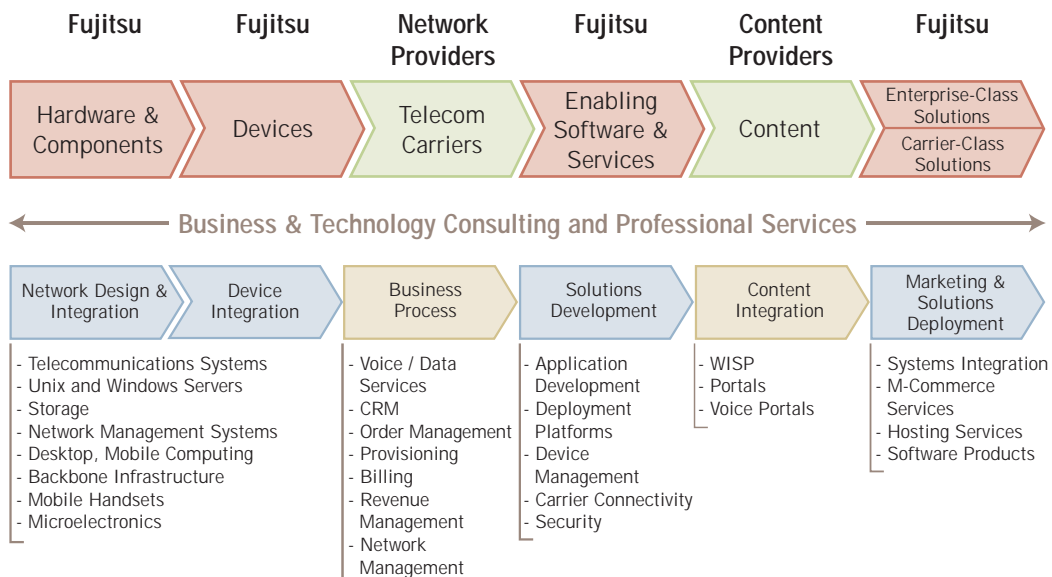 Fujitsu
Fujitsu
Network
Providers
Fujitsu
Content
Providers
Fujitsu
Hardware &
Components
Devices
Telecom
Carriers
Enabling
Software &
Services
Content
Enterprise-Class
Solutions
Carrier-Class
Solutions
Business & Technology Consulting and Professional Services
Network Design &
Integration
Device
Integration
Business
Process
Solutions
Development
Content
Integration
Marketing &
Solutions
Deployment
- Telecommunications Systems
- Unix and Windows Servers
- Storage
- Network Management Systems
- Desktop, Mobile Computing
- Backbone Infrastructure
- Mobile Handsets
- Microelectronics
- Voice / Data
Services
- CRM
- Order Management
- Provisioning
- Billing
- Revenue
Management
- Network
Management
- Application
Development
- Deployment
Platforms
- Device
Management
- Carrier Connectivity
- Security
- WISP
- Portals
- Voice Portals
- Systems Integration
- M-Commerce
Services
- Hosting Services
- Software Products